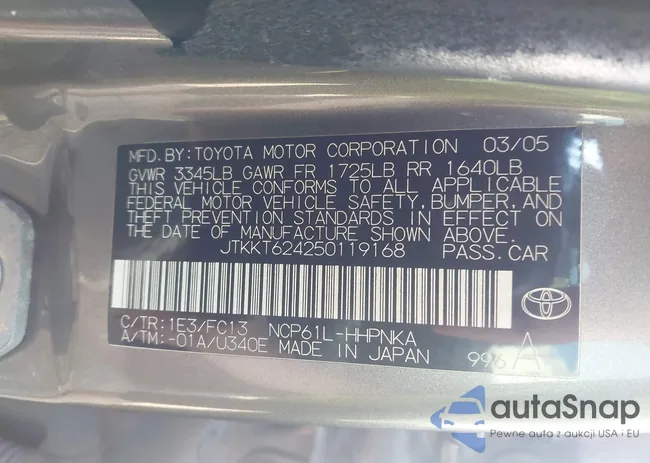 MFD.BY:TOYOTA MOTOR CORPORATION 03/05
GVWR 3345LB GAWR FR 1725LB RR 1640LB
THIS VEHICLE CONFORMS TO ALL APPLICABLE
FEDERAL MOTOR VEHICLE SAFETY, BUMPER, AND
THEFT PREVENTION STANDARDS IN EFFECT ON
THE DATE OF MANUFACTURE SHOWN ABOVE.
JTKKT624250119168 PASS.CAR
C/TR:1E3/FC13 NCP61L-HHPNKA
A/TM:-01A/U340E MADE IN JAPAN 996 A
autaSnap
Pewne auta z aukcji USA i EU